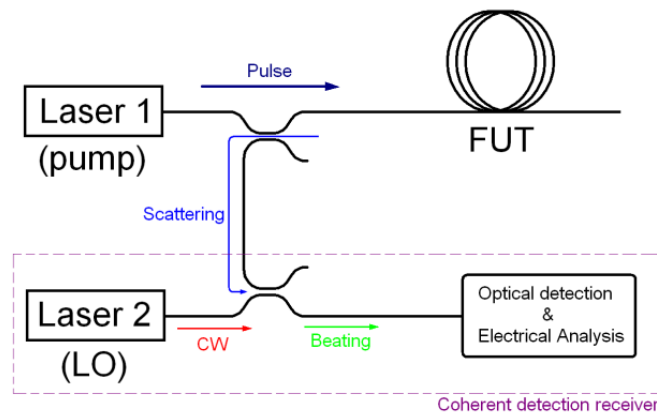 Pulse
Laser 1
(pump)
FUT
Scattering
Laser 2
(LO)
CW
Beating
Optical detection
&
Electrical Analysis
Coherent detection receiver